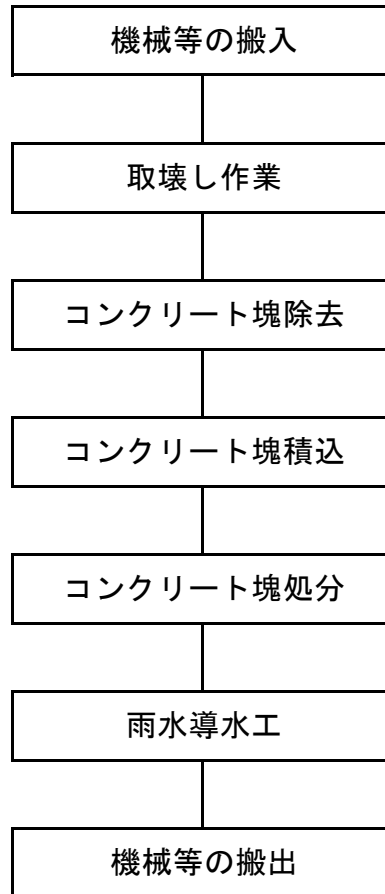 機械等の搬入
取壊し作業
コンクリート塊除去
コンクリート塊積込
コンクリート塊処分
雨水導水工
機械等の搬出